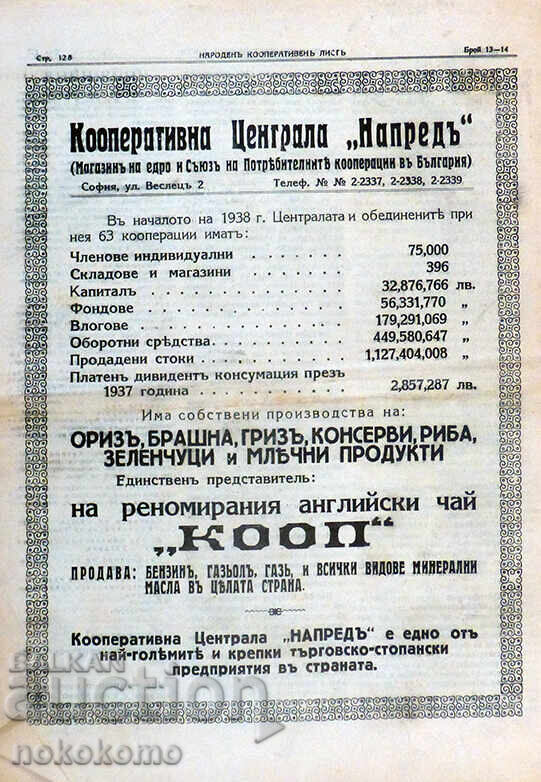 Стр. 128 НАРОДЕНЪ КООПЕРАТИВЕНЪ ЛИСТЪ Брой 13—14
Кооперативна Централа „Напредъ“
(Магазинъ на едро и Съюзъ на Потрѣбителнитѣ кооперации въ България)
София, ул. Веслецъ 2 Телеф. №№ 2-2337, 2-2338, 2-2339
Въ началото на 1938 г. Централата и обединенитѣ при
нея 63 кооперации иматъ:
Членове индивидуални . . . . . . . 75,000
Складове и магазини . . . . . . . 396
Капиталъ . . . . . . . . . . . 32,876,766 лв.
Фондове . . . . . . . . . . . 56,331,770 „
Влогове . . . . . . . . . . . 179,291,069 „
Оборотни срѣдства . . . . . . . . 449,580,647 „
Продадени стоки . . . . . . . . . 1,127,404,008 „
Платенъ дивидентъ консумация презъ
1937 година . . . . . . . . . . 2,857,287 лв.
Има собствени производства на:
ОРИЗЪ, БРАШНА, ГРИЗЪ, КОНСЕРВИ, РИБА,
ЗЕЛЕНЧУЦИ и МЛѢЧНИ ПРОДУКТИ
Единственъ представитель:
на реномирания английски чай
„КООП“
ПРОДАВА: БЕНЗИНЪ, ГАЗЬОЛЪ, ГАЗЬ, И ВСИЧКИ ВИДОВЕ МИНЕРАЛНИ
МАСЛА ВЪ ЦѢЛАТА СТРАНА.
Кооперативна Централа „НАПРЕДЪ“ е едно отъ
най-голѣмитѣ и крепки търговско-стопански
предприятия въ страната.
BALKAN
auction
nokokomo